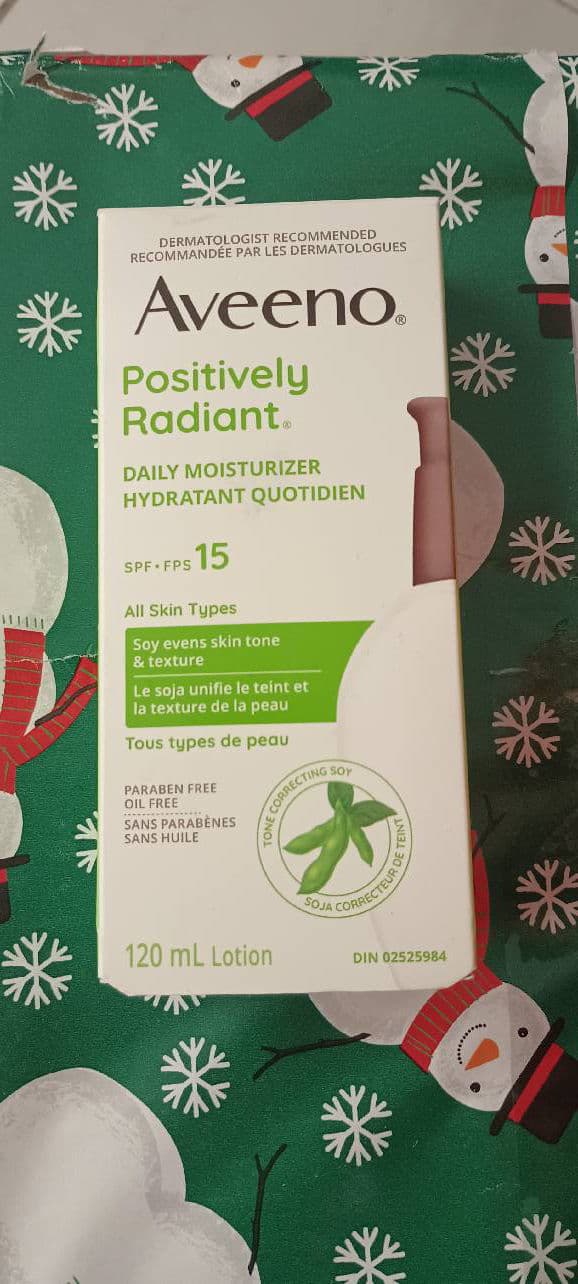 DERMATOLOGIST RECOMMENDED
RECOMMANDÉE PAR LES DERMATOLOGUES
Aveeno®
Positively
Radiant®
DAILY MOISTURIZER
HYDRATANT QUOTIDIEN
SPF • FPS 15
All Skin Types
Soy evens skin tone
& texture
Le soja unifie le teint et
la texture de la peau
Tous types de peau
PARABEN FREE
OIL FREE
SANS PARABÈNES
SANS HUILE
TONE CORRECTING SOY
SOJA CORRECTEUR DE TEINT
120 mL Lotion
DIN 02525984